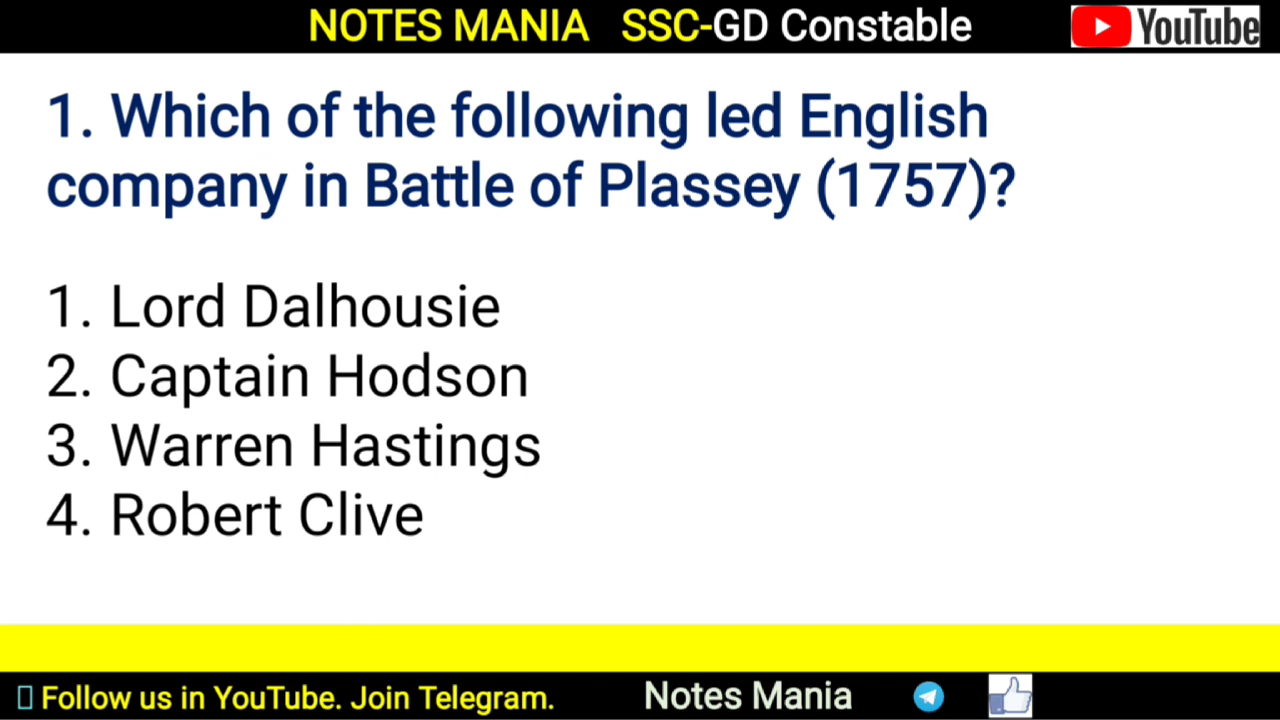 NOTES MANIA SSC-GD Constable YouTube
1. Which of the following led English
company in Battle of Plassey (1757)?
1. Lord Dalhousie
2. Captain Hodson
3. Warren Hastings
4. Robert Clive
Follow us in YouTube. Join Telegram. Notes Mania